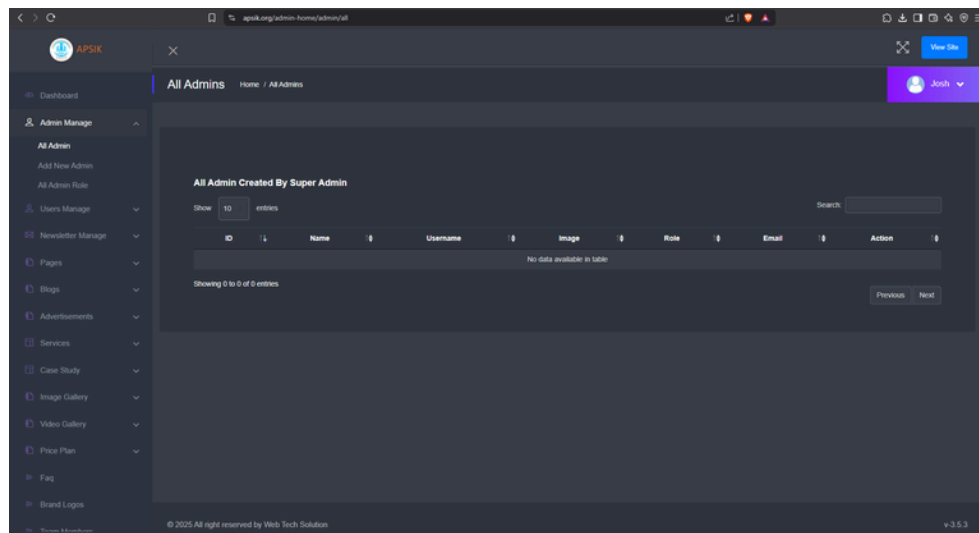 apsik.org/admin-home/admin/all
APSIK
View Site
All Admins Home / All Admins
Josh
Dashboard
Admin Manage
All Admin
Add New Admin
All Admin Role
Users Manage
Newsletter Manage
Pages
Blogs
Advertisements
Services
Case Study
Image Gallery
Video Gallery
Price Plan
Faq
Brand Logos
Team Members
All Admin Created By Super Admin
Show 10 entries
Search:
ID Name Username Image Role Email Action
No data available in table
Showing 0 to 0 of 0 entries
Previous Next
© 2025 All right reserved by Web Tech Solution
v-3.5.3